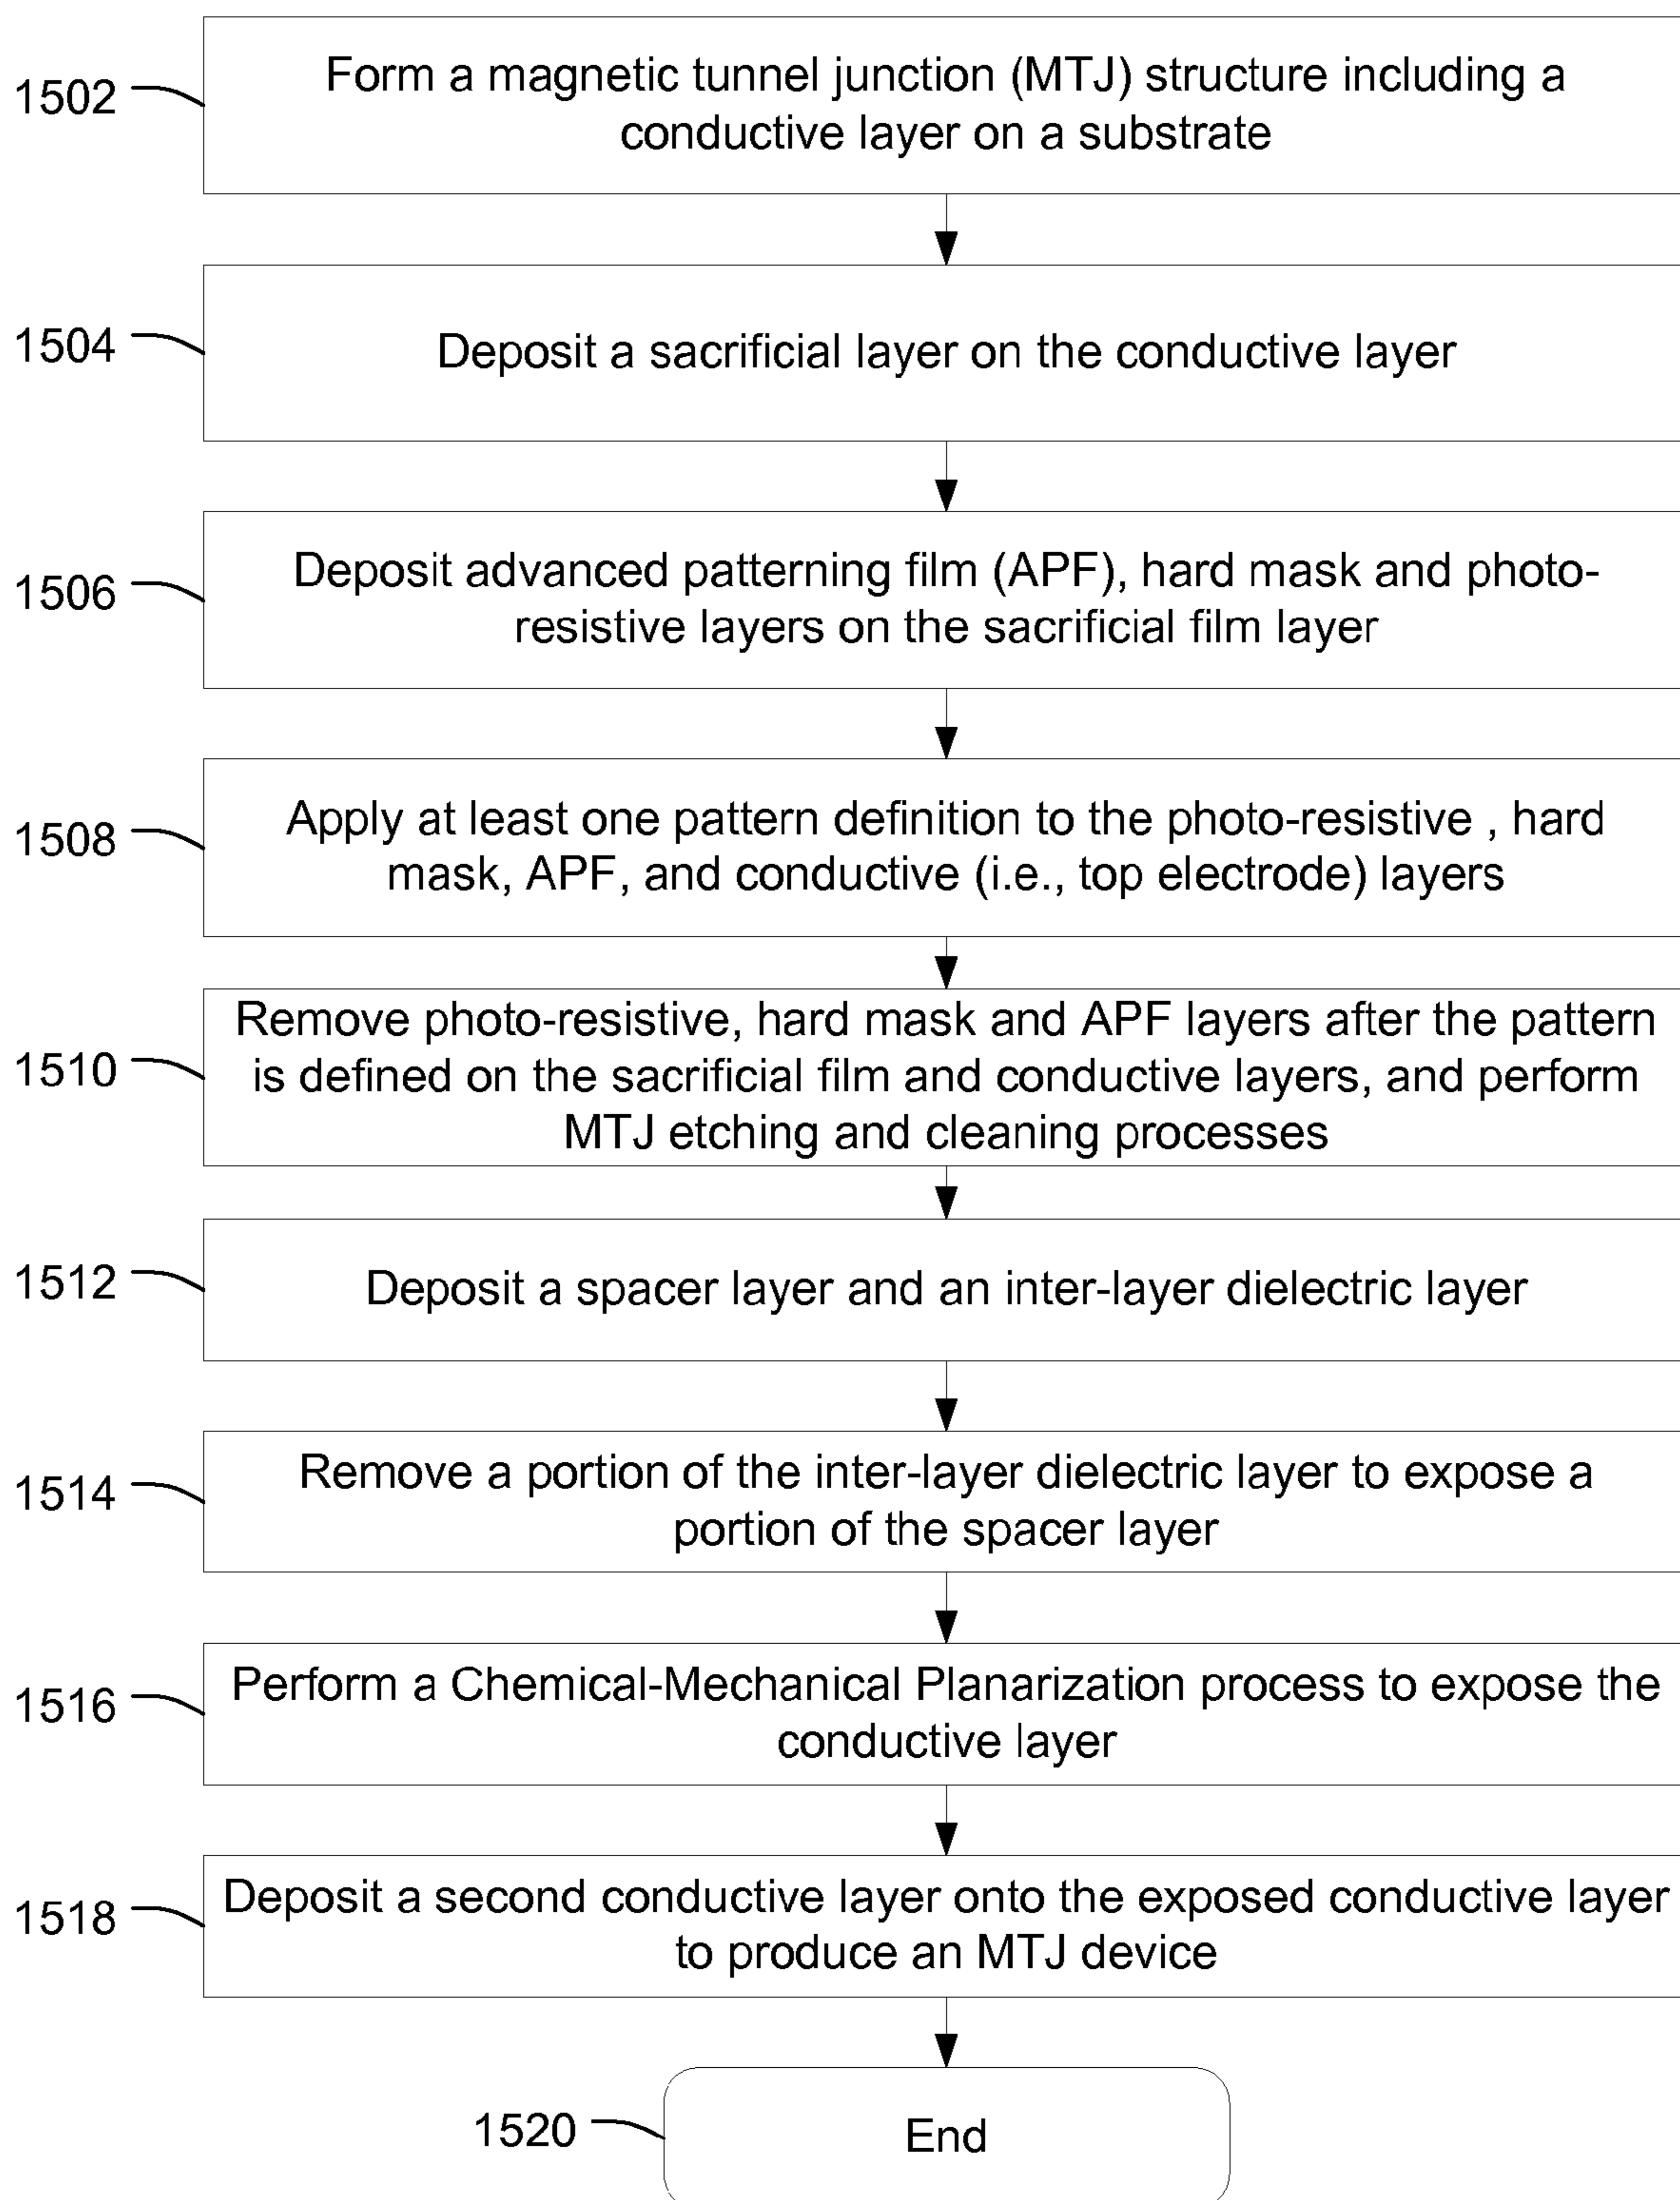 1502
Form a magnetic tunnel junction (MTJ) structure including a
conductive layer on a substrate
1504
Deposit a sacrificial layer on the conductive layer
1506
Deposit advanced patterning film (APF), hard mask and photo-
resistive layers on the sacrificial film layer
1508
Apply at least one pattern definition to the photo-resistive , hard
mask, APF, and conductive (i.e., top electrode) layers
1510
Remove photo-resistive, hard mask and APF layers after the pattern
is defined on the sacrificial film and conductive layers, and perform
MTJ etching and cleaning processes
1512
Deposit a spacer layer and an inter-layer dielectric layer
1514
Remove a portion of the inter-layer dielectric layer to expose a
portion of the spacer layer
1516
Perform a Chemical-Mechanical Planarization process to expose the
conductive layer
1518
Deposit a second conductive layer onto the exposed conductive layer
to produce an MTJ device
1520
End